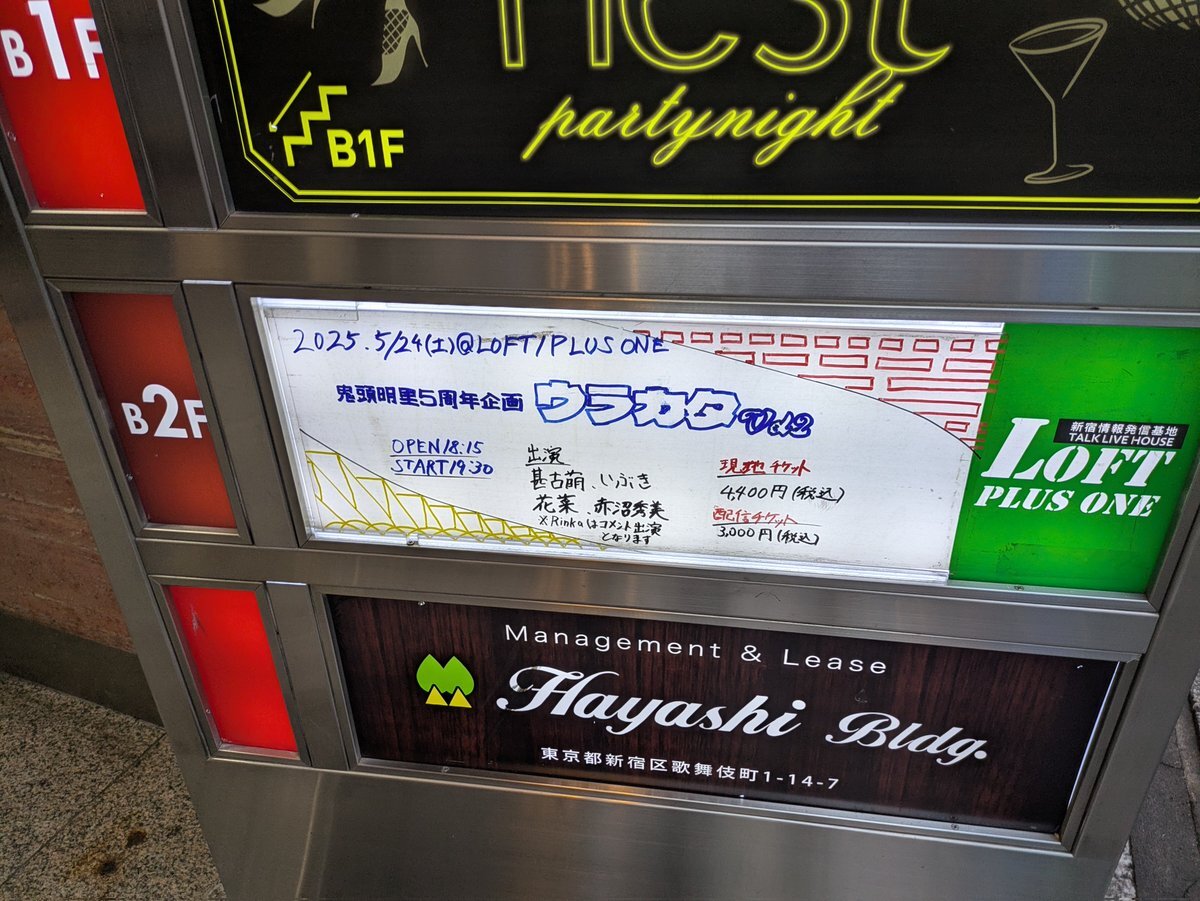 B1F
B1F
partynight
B2F
2025.5/24(土)@LOFT/PLUS ONE
鬼頭明里5周年企画 ウラカタ Vol.2
OPEN 18:15
START 19:30
出演
甚古萌、いぶき
花菜、赤沼秀美
※Rinkaはコメント出演
となります
現地チケット
4,400円(税込)
配信チケット
3,000円(税込)
新宿情報発信基地
TALK LIVE HOUSE
LOFT
PLUS ONE
Management & Lease
Hayashi Bldg.
東京都新宿区歌舞伎町1-14-7